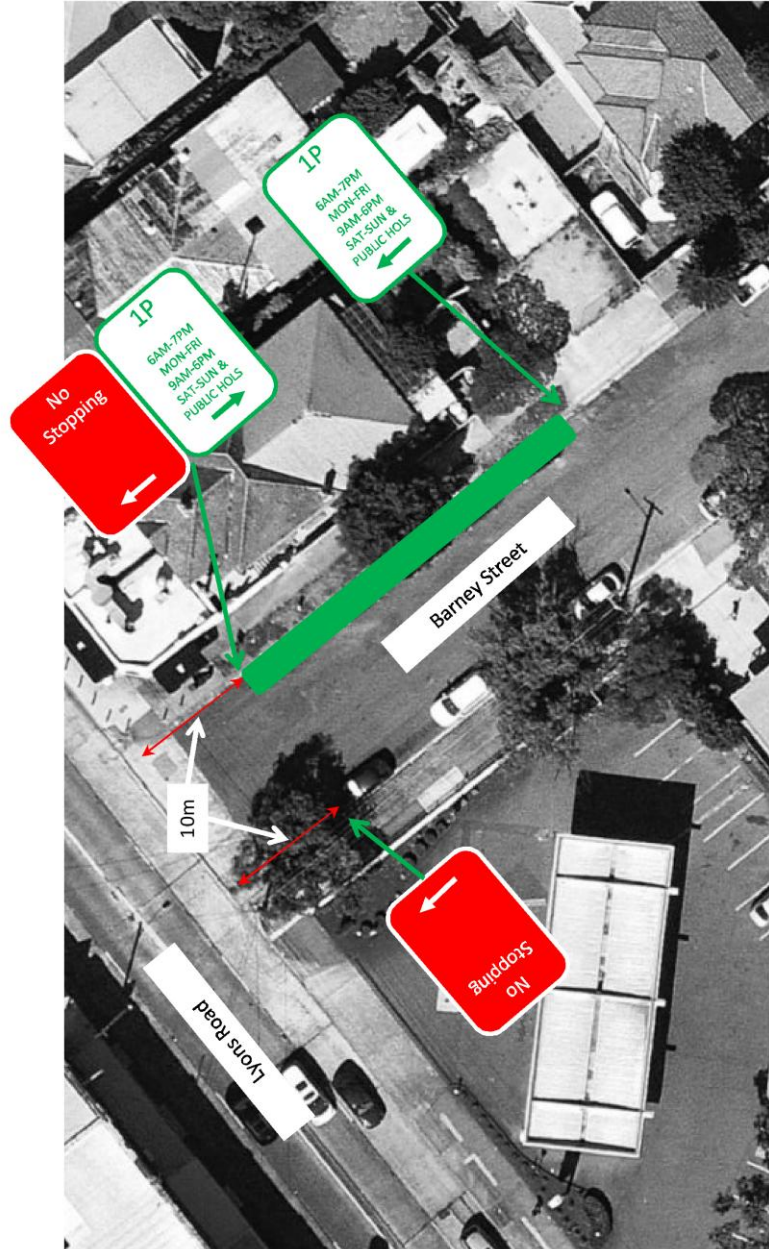 No
Stopping
1P
6AM-7PM
MON-FRI
9AM-6PM
SAT-SUN &
PUBLIC HOLS
1P
6AM-7PM
MON-FRI
9AM-6PM
SAT-SUN &
PUBLIC HOLS
Barney Street
10m
No
Stopping
Lyons Road